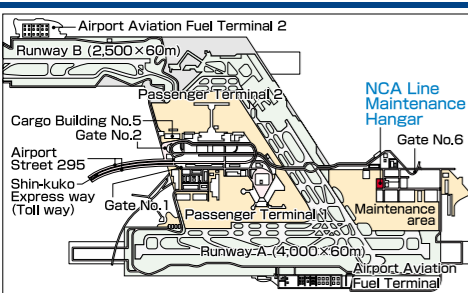 Airport Aviation Fuel Terminal 2
Runway B (2,500×60m)
Passenger Terminal 2
NCA Line
Maintenance
Hangar
Cargo Building No.5
Gate No.2
Gate No.6
Airport
Street 295
Shin-kuko
Express way
(Toll way)
Gate No.1
Passenger Terminal 1
Maintenance
area
Runway A (4,000×60m)
Airport Aviation
Fuel Terminal